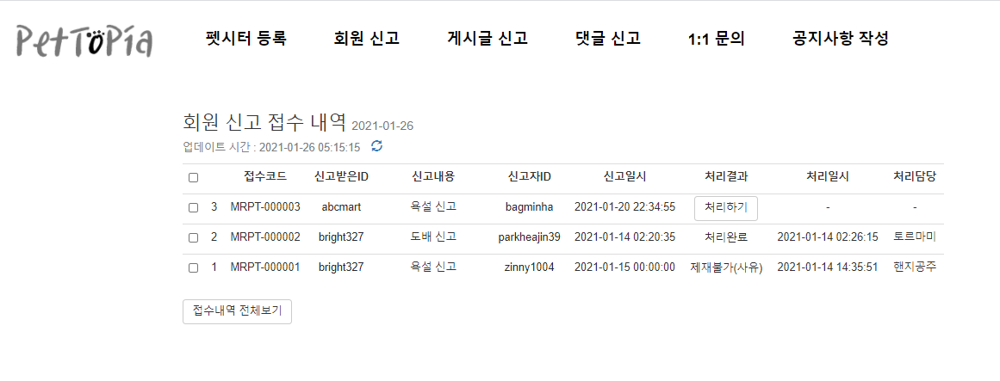 PetToPia 펫시터 등록 회원 신고 게시글 신고 댓글 신고 1:1 문의 공지사항 작성
회원 신고 접수 내역 2021-01-26
업데이트 시간 : 2021-01-26 05:15:15
접수코드 신고받은ID 신고내용 신고자ID 신고일시 처리결과 처리일시 처리담당
3 MRPT-000003 abcmart 욕설 신고 bagminha 2021-01-20 22:34:55 처리하기 - -
2 MRPT-000002 bright327 도배 신고 parkheajin39 2021-01-14 02:20:35 처리완료 2021-01-14 02:26:15 토르마미
1 MRPT-000001 bright327 욕설 신고 zinny1004 2021-01-15 00:00:00 제재불가(사유) 2021-01-14 14:35:51 핸지공주
접수내역 전체보기